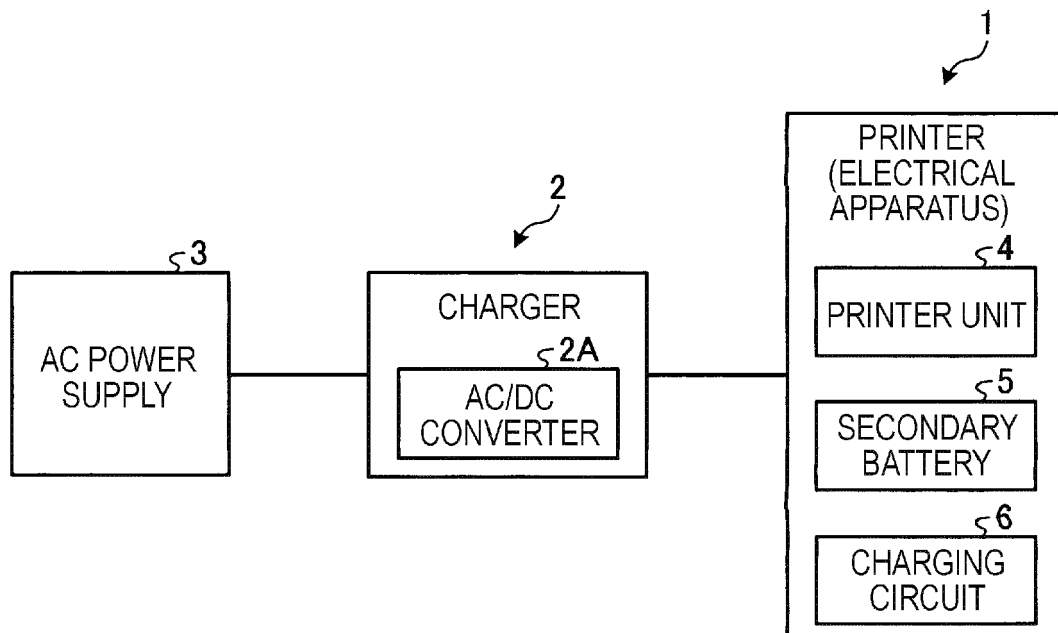 1
PRINTER
(ELECTRICAL
APPARATUS)
2
3
4
CHARGER
PRINTER UNIT
2A
AC POWER
SUPPLY
AC/DC
CONVERTER
5
SECONDARY
BATTERY
6
CHARGING
CIRCUIT